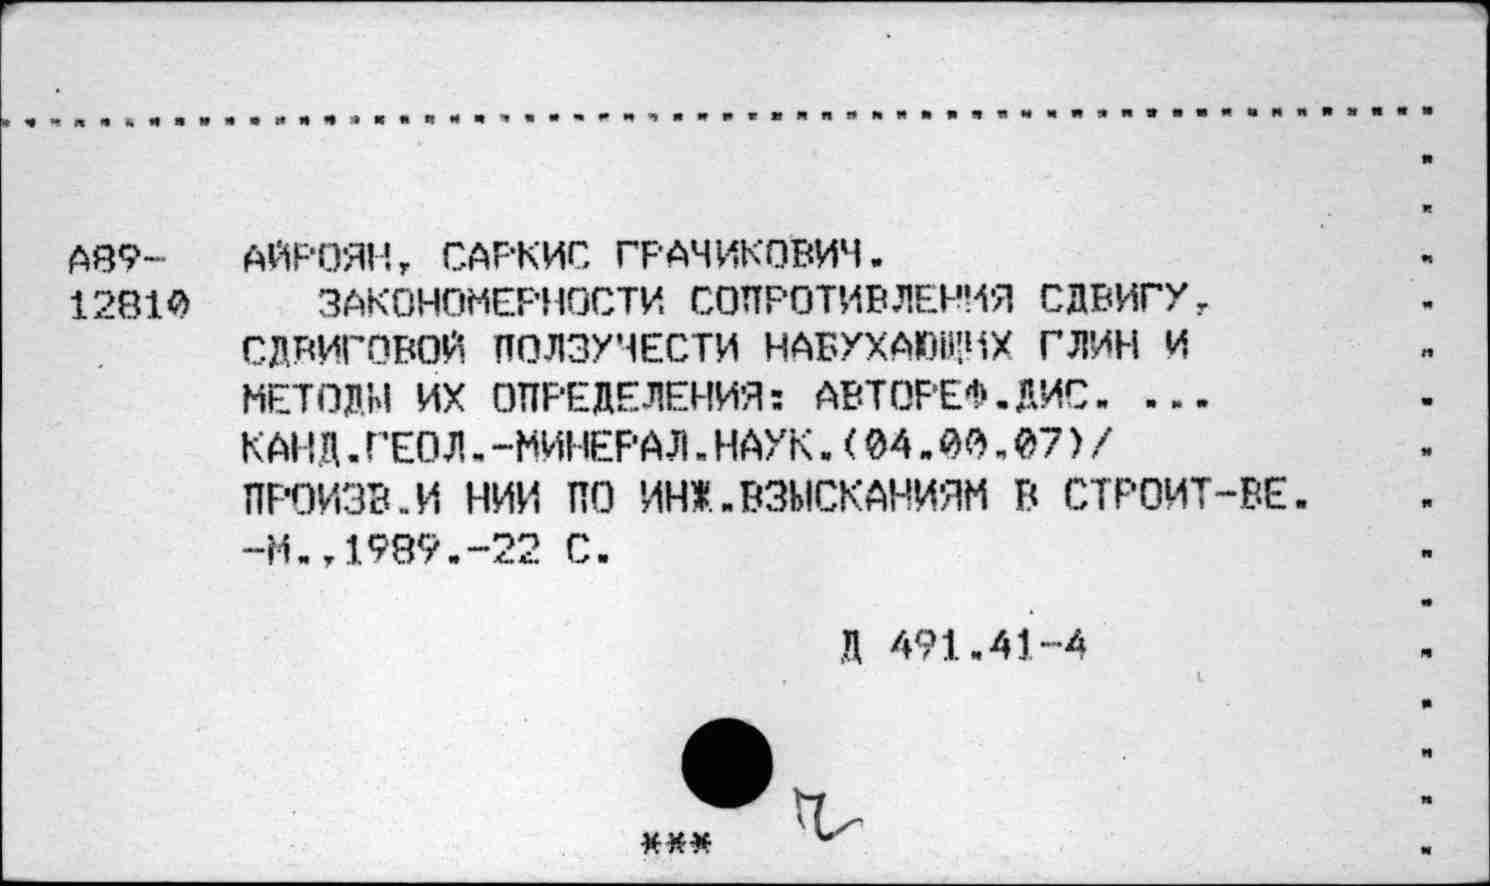 А89-	АЙРОЯН, САРКИС ГРАЧИКОВИЧ.
12810	ЗАКОНОМЕРНОСТИ СОПРОТИВЛЕНИЯ СДВИГУ,
СДВИГОВОЙ ПОЛЗУЧЕСТИ НАБУХАЮЩИХ ГЛИН И
МЕТОДЫ ИХ ОПРЕДЕЛЕНИЯ: АВТОРЕФ.ДИС. ...
КАНД.ГЕОЛ.-МИНЕРАЛ.НАУК.(04.00.07)/
ПРОИЗВ.И НИИ ПО ИНЖ.ВЗЫСКАНИЯМ В СТРОИТ-ВЕ.
-М.,1989.-22 С.
Д 491.41-4
***